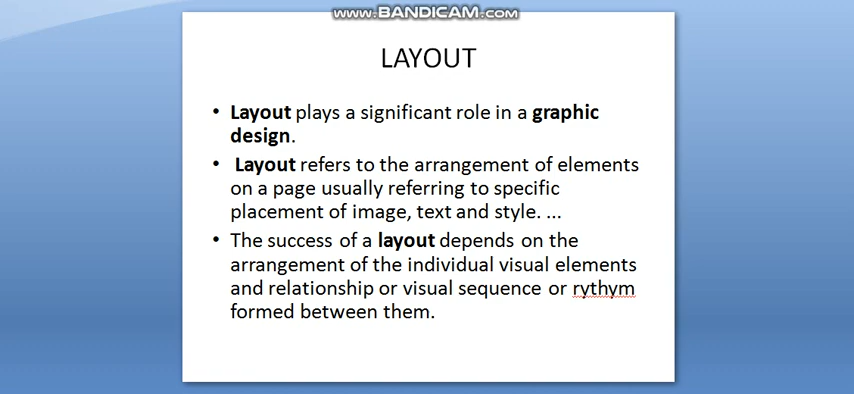 www.BANDICAM.com
LAYOUT
• Layout plays a significant role in a graphic
design.
• Layout refers to the arrangement of elements
on a page usually referring to specific
placement of image, text and style. ...
• The success of a layout depends on the
arrangement of the individual visual elements
and relationship or visual sequence or rythym
formed between them.